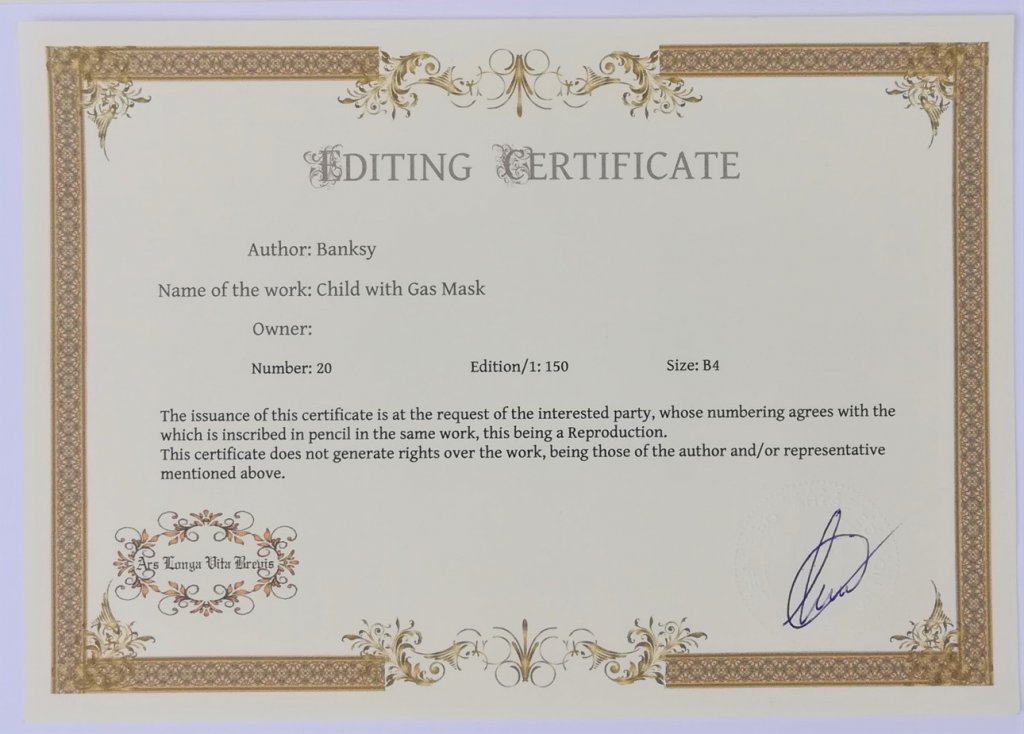 EDITING CERTIFICATE
Author: Banksy
Name of the work: Child with Gas Mask
Owner:
Number: 20 Edition/1: 150 Size: B4
The issuance of this certificate is at the request of the interested party, whose numbering agrees with the
which is inscribed in pencil in the same work, this being a Reproduction.
This certificate does not generate rights over the work, being those of the author and/or representative
mentioned above.
Ars Longa Vita Brevis